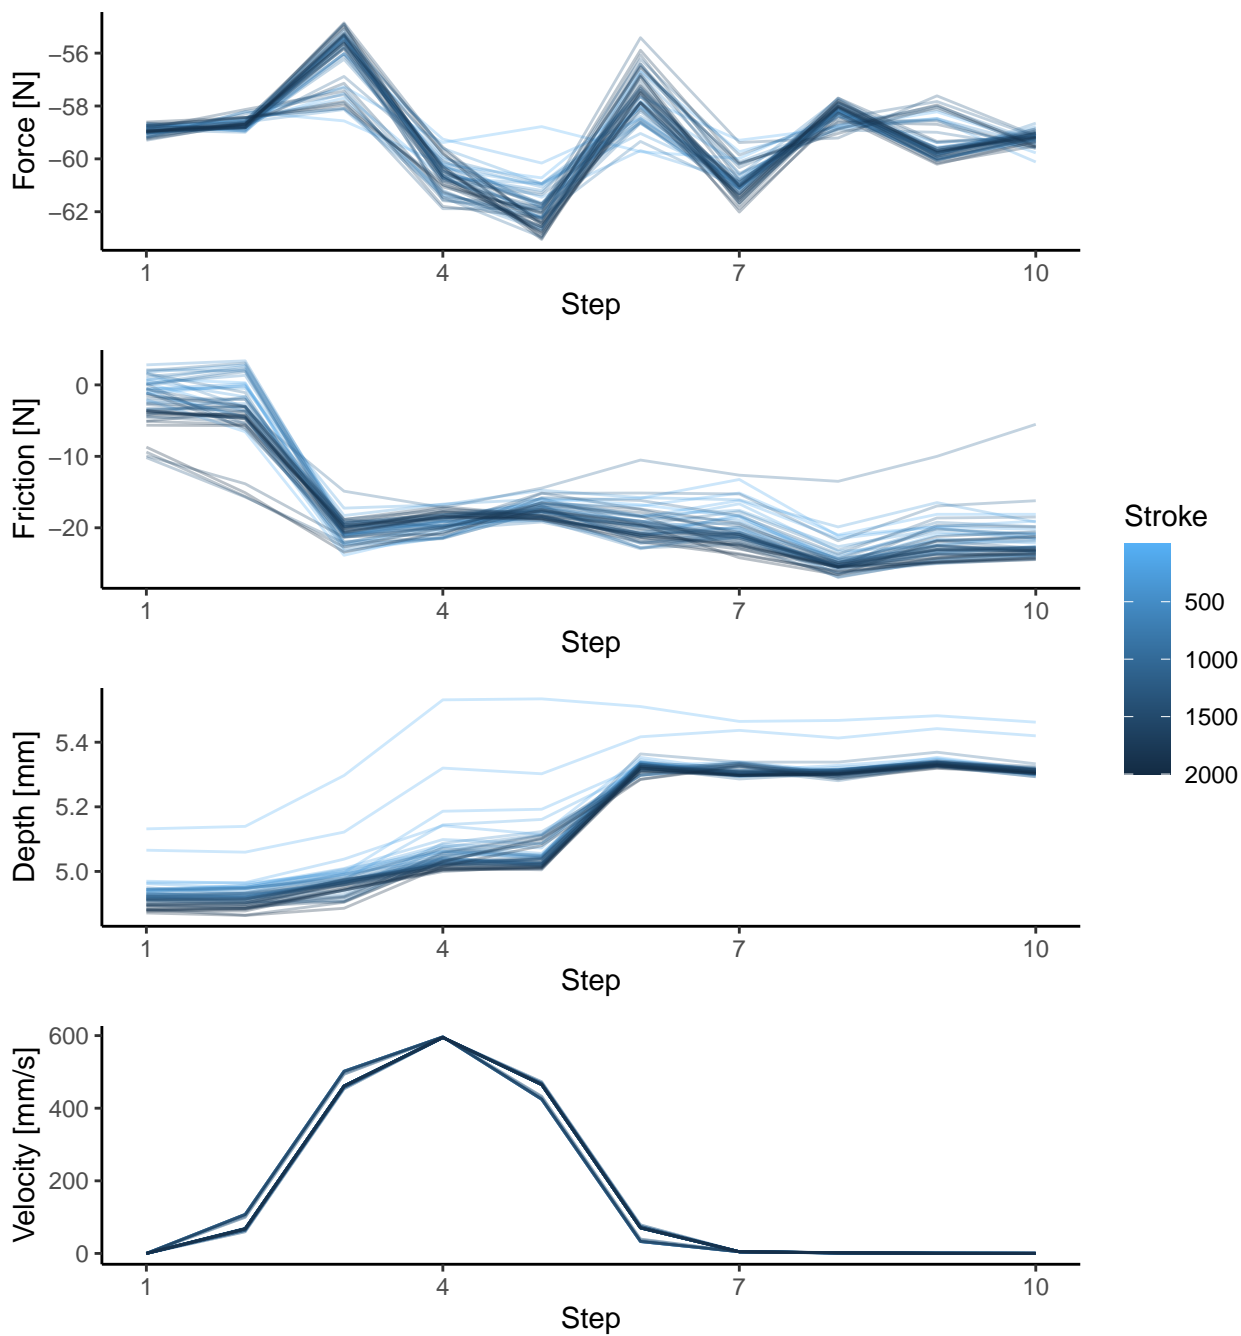 Force [N]
−56
−58
−60
−62
1 4 7 10
Step
Friction [N]
0
−10
−20
1 4 7 10
Step
Depth [mm]
5.4
5.2
5.0
1 4 7 10
Step
Velocity [mm/s]
600
400
200
0
1 4 7 10
Step
Stroke
500
1000
1500
2000